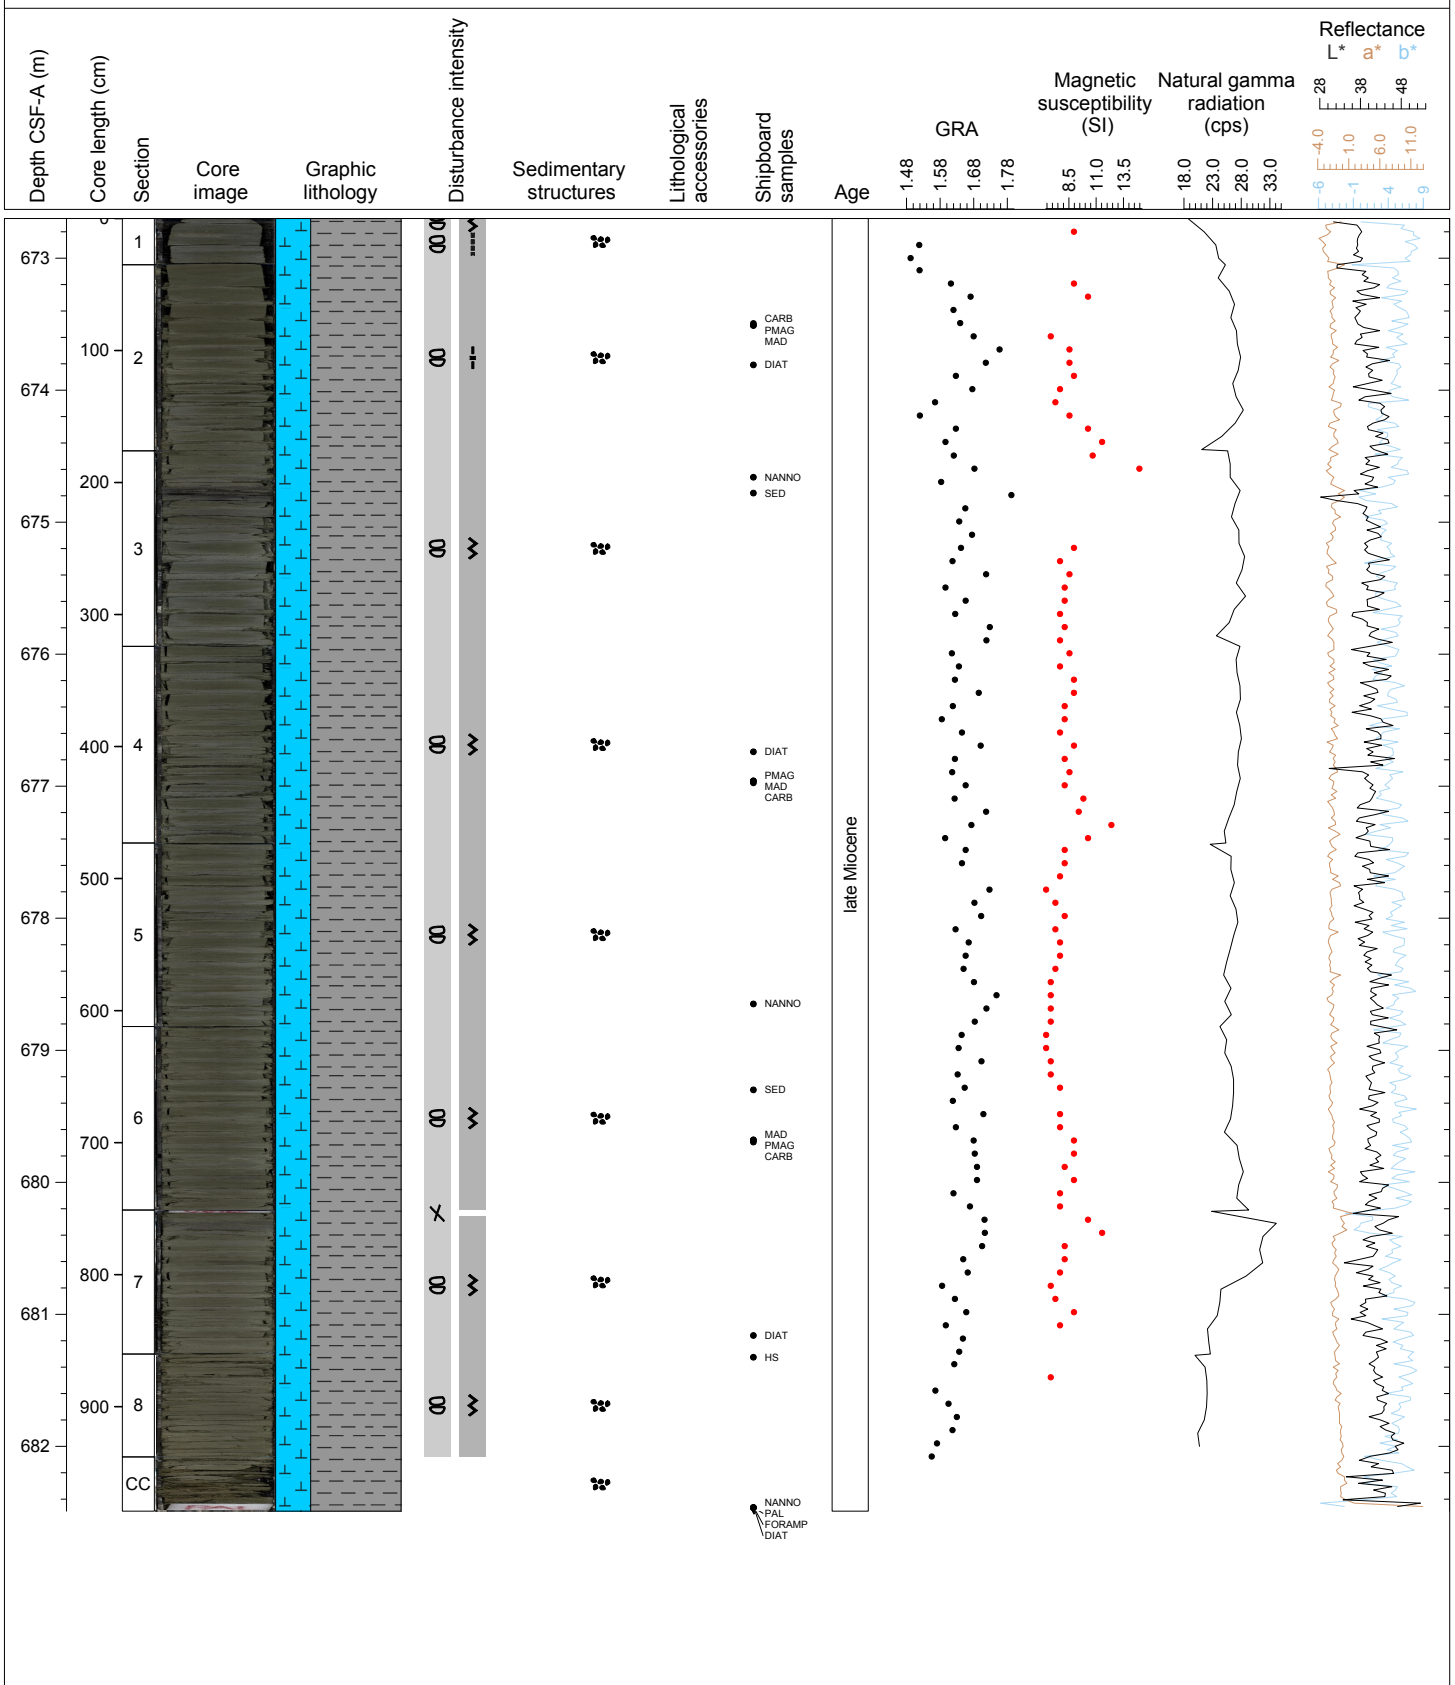 Depth CSF-A (m)
Core length (cm)
Section
Core
image
Graphic
lithology
Disturbance intensity
Sedimentary
structures
Lithological
accessories
Shipboard
samples
Age
GRA
1.48
1.58
1.68
1.78
Magnetic
susceptibility
(SI)
8.5
11.0
13.5
Natural gamma
radiation
(cps)
18.0
23.0
28.0
33.0
Reflectance
L* a* b*
28
38
48
-4.0
1.0
6.0
11.0
-6
-1
4
9
673
674
675
676
677
678
679
680
681
682
0
100
200
300
400
500
600
700
800
900
1
2
3
4
5
6
7
8
CC
CARB
PMAG
MAD
DIAT
NANNO
SED
DIAT
PMAG
MAD
CARB
NANNO
SED
MAD
PMAG
CARB
DIAT
HS
NANNO
PAL
FORAMP
DIAT
late Miocene